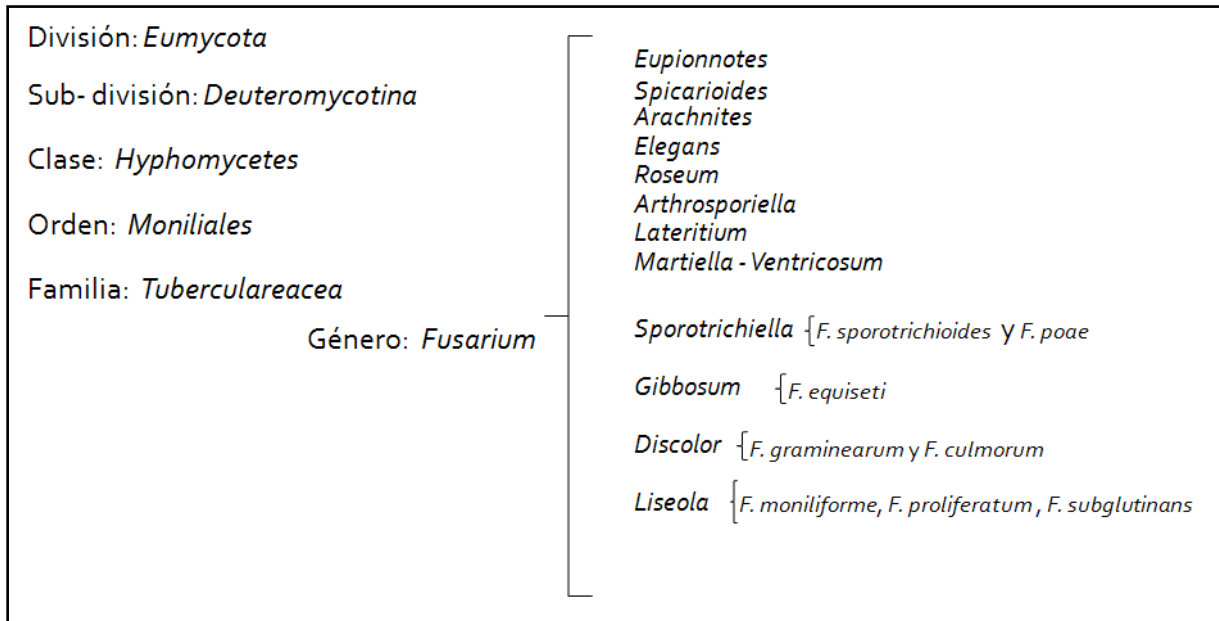 División: Eumycota
Sub- división: Deuteromycotina
Clase: Hyphomycetes
Orden: Moniliales
Familia: Tuberculareacea
Género: Fusarium
Eupionnotes
Spicarioides
Arachnites
Elegans
Roseum
Arthrosporiella
Lateritium
Martiella - Ventricosum
Sporotrichiella {F. sporotrichioides y F. poae
Gibbosum {F. equiseti
Discolor {F. graminearum y F. culmorum
Liseola {F. moniliforme, F. proliferatum , F. subglutinans